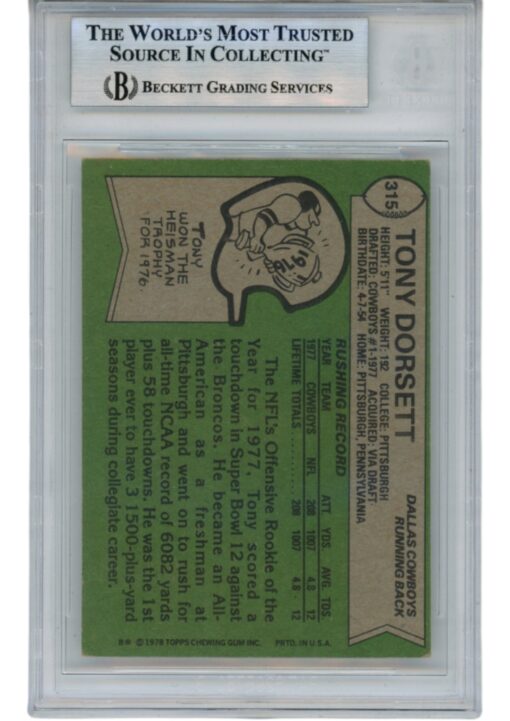 THE WORLD'S MOST TRUSTED
SOURCE IN COLLECTING™
B BECKETT GRADING SERVICES
315
TONY DORSETT
DALLAS COWBOYS
RUNNING BACK
HEIGHT: 5'11" WEIGHT: 192 COLLEGE: PITTSBURGH
DRAFTED: COWBOYS #1-1977 ACQUIRED: VIA DRAFT
BIRTHDATE: 4-7-54 HOME: PITTSBURGH, PENNSYLVANIA
1976
TONY
WON THE
HEISMAN
TROPHY
FOR 1976.
RUSHING RECORD
YEAR TEAM ATT. YDS. AVG. TDS.
1977 COWBOYS NFL 208 1007 4.8 12
LIFETIME TOTALS .......... 208 1007 4.8 12
The NFL's Offensive Rookie of the
Year for 1977, Tony scored a
touchdown in Super Bowl 12 against
the Broncos. He became an All-
American as a freshman at
Pittsburgh and went on to rush for
all-time NCAA record of 6082 yards
plus 58 touchdowns. He was the 1st
player ever to have 3 1500-plus-yard
seasons during collegiate career.
** © 1978 TOPPS CHEWING GUM INC. PRTD. IN U.S.A.